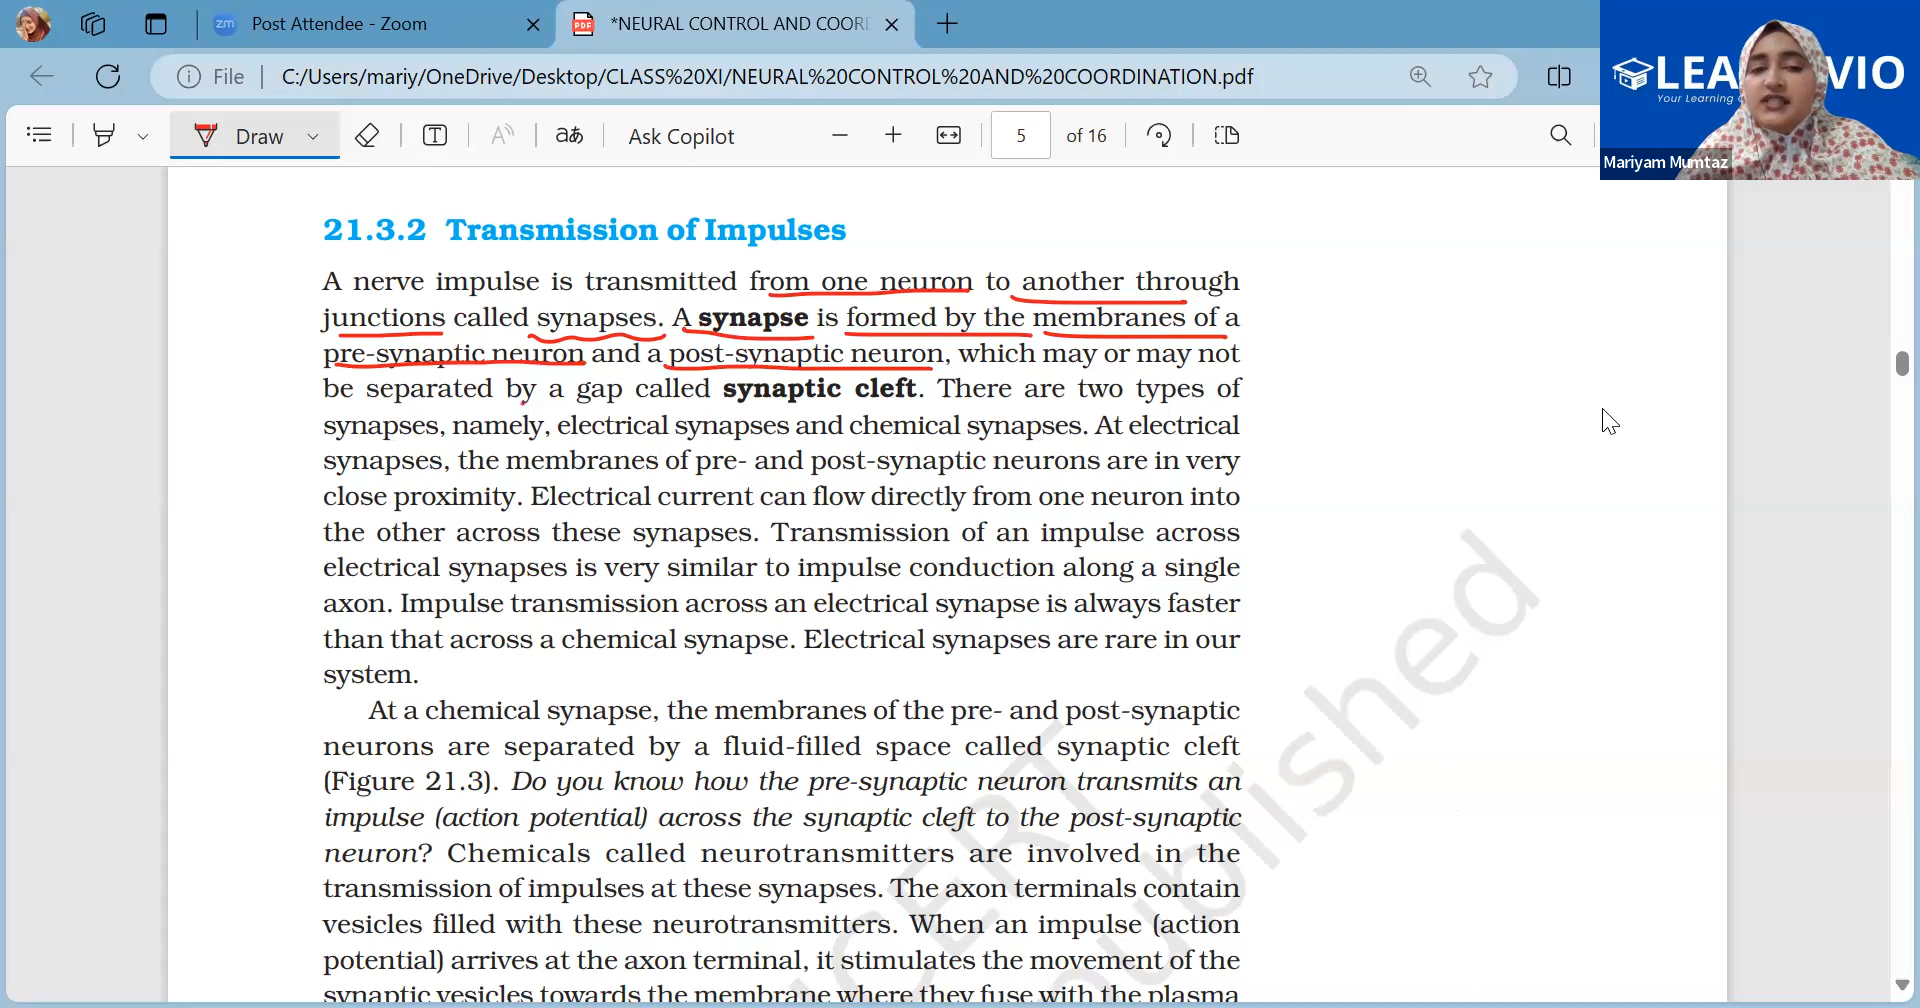 Post Attendee - Zoom
*NEURAL CONTROL AND COOR
File
C:/Users/mariy/OneDrive/Desktop/CLASS%20XI/NEURAL%20CONTROL%20AND%20COORDINATION.pdf
Draw
Ask Copilot
5 of 16
Your Learning
Mariyam Mumtaz
21.3.2 Transmission of Impulses
A nerve impulse is transmitted from one neuron to another through
junctions called synapses. A synapse is formed by the membranes of a
pre-synaptic neuron and a post-synaptic neuron, which may or may not
be separated by a gap called synaptic cleft. There are two types of
synapses, namely, electrical synapses and chemical synapses. At electrical
synapses, the membranes of pre- and post-synaptic neurons are in very
close proximity. Electrical current can flow directly from one neuron into
the other across these synapses. Transmission of an impulse across
electrical synapses is very similar to impulse conduction along a single
axon. Impulse transmission across an electrical synapse is always faster
than that across a chemical synapse. Electrical synapses are rare in our
system.
At a chemical synapse, the membranes of the pre- and post-synaptic
neurons are separated by a fluid-filled space called synaptic cleft
(Figure 21.3). Do you know how the pre-synaptic neuron transmits an
impulse (action potential) across the synaptic cleft to the post-synaptic
neuron? Chemicals called neurotransmitters are involved in the
transmission of impulses at these synapses. The axon terminals contain
vesicles filled with these neurotransmitters. When an impulse (action
potential) arrives at the axon terminal, it stimulates the movement of the
synaptic vesicles towards the membrane where they fuse with the plasma